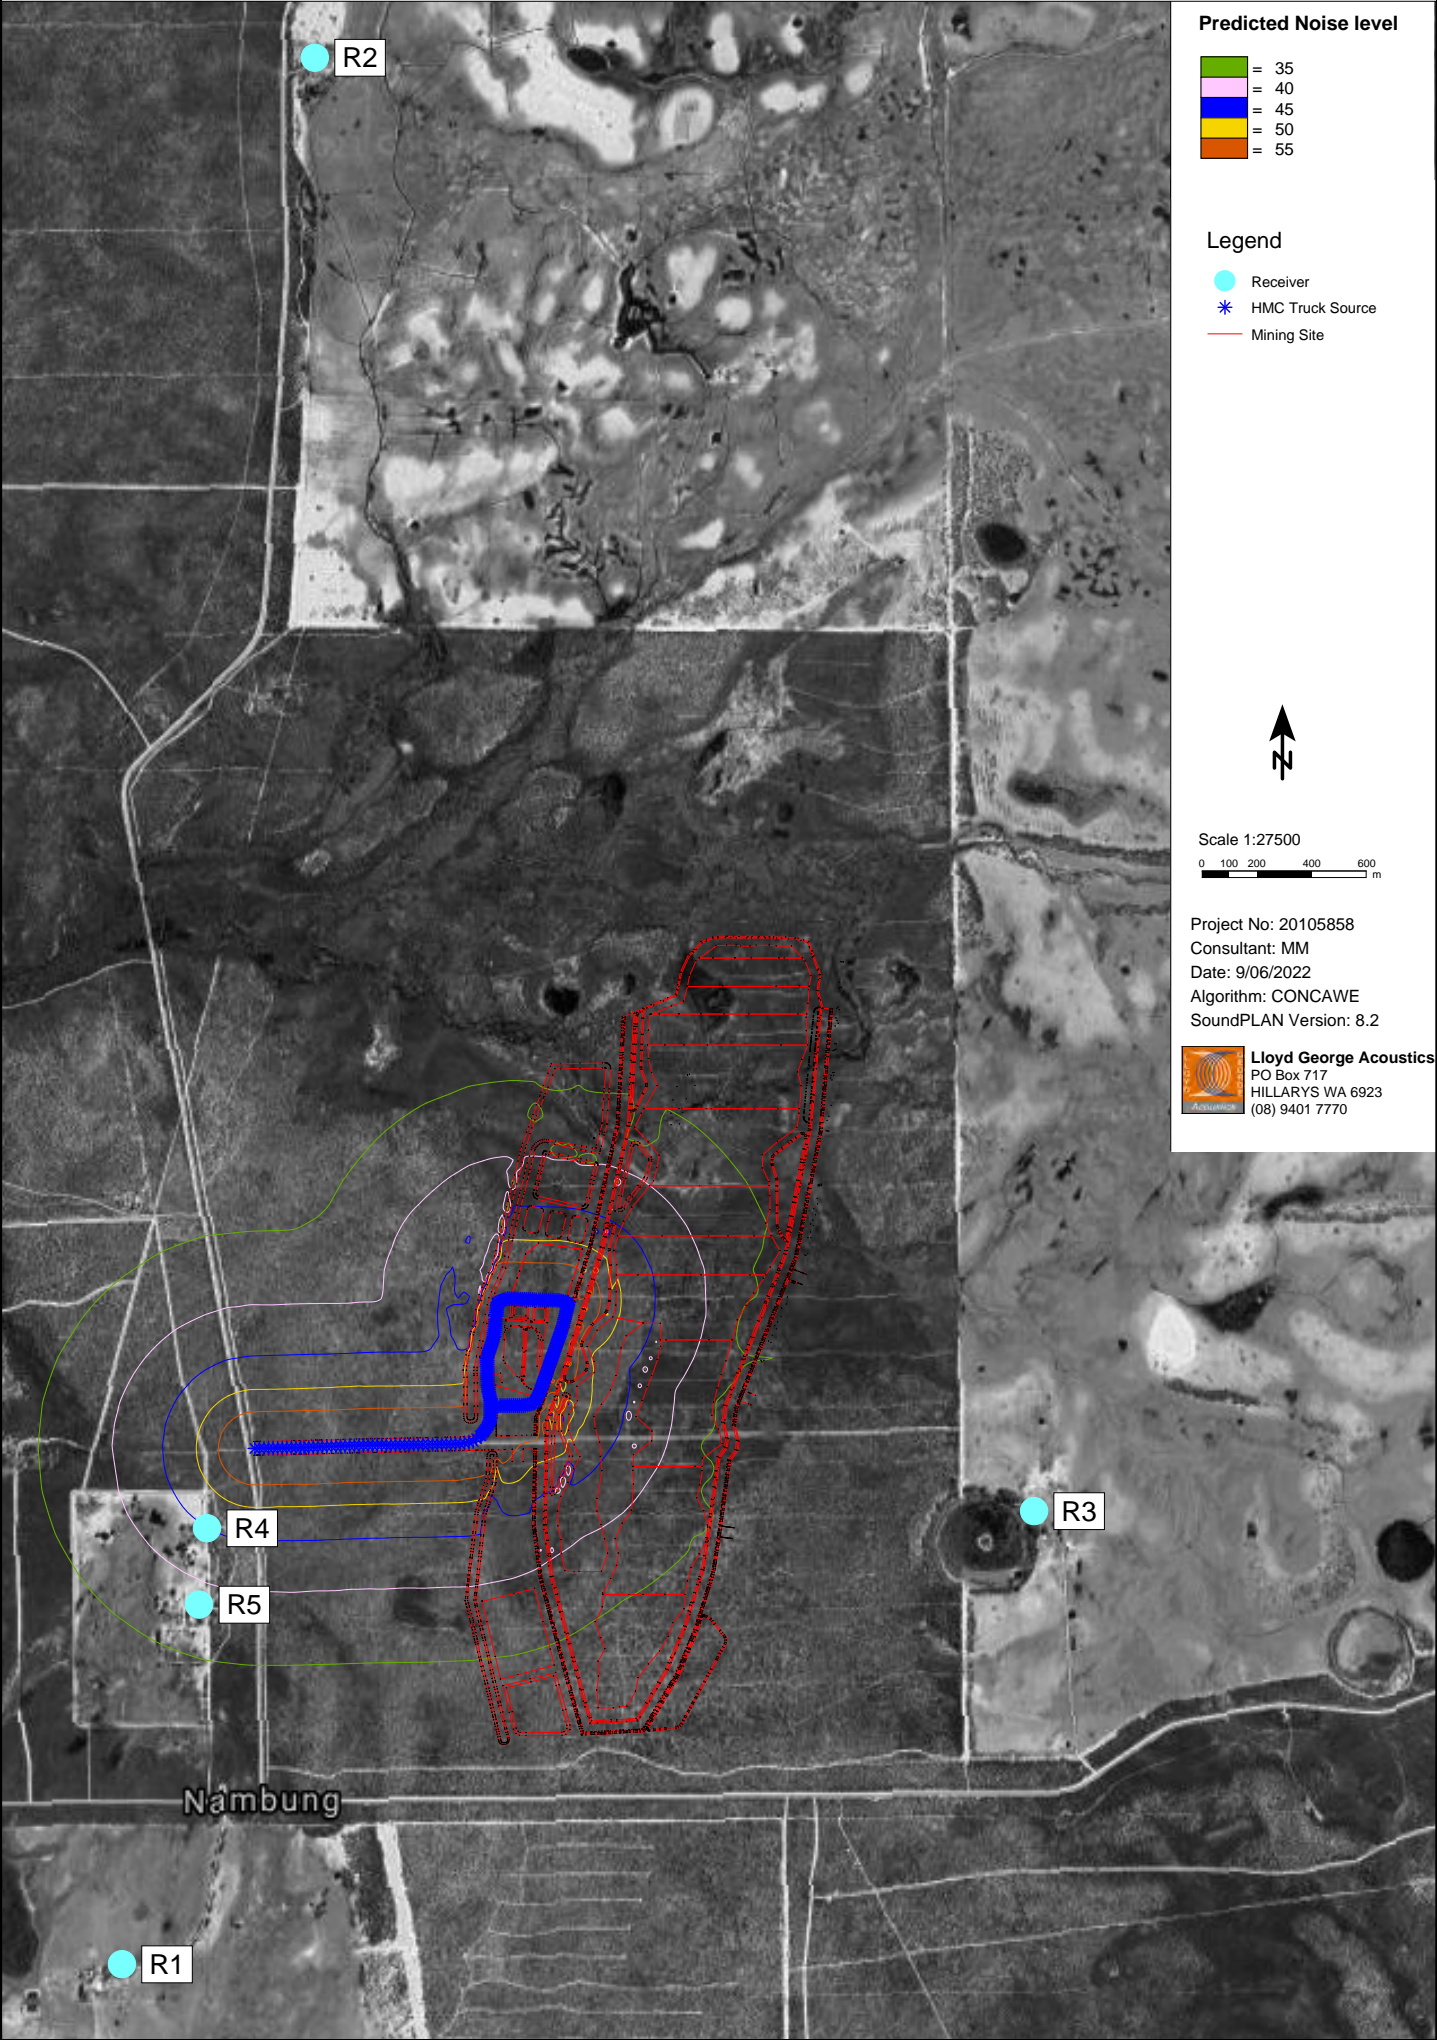 R2
Predicted Noise level
= 35
= 40
= 45
= 50
= 55
Legend
Receiver
HMC Truck Source
Mining Site
N
Scale 1:27500
0 100 200 400 600
m
Project No: 20105858
Consultant: MM
Date: 9/06/2022
Algorithm: CONCAWE
SoundPLAN Version: 8.2
Lloyd George Acoustics
PO Box 717
HILLARYS WA 6923
(08) 9401 7770
R3
R4
R5
Nambung
R1